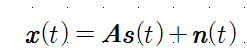 x(t) = As(t) + n(t)